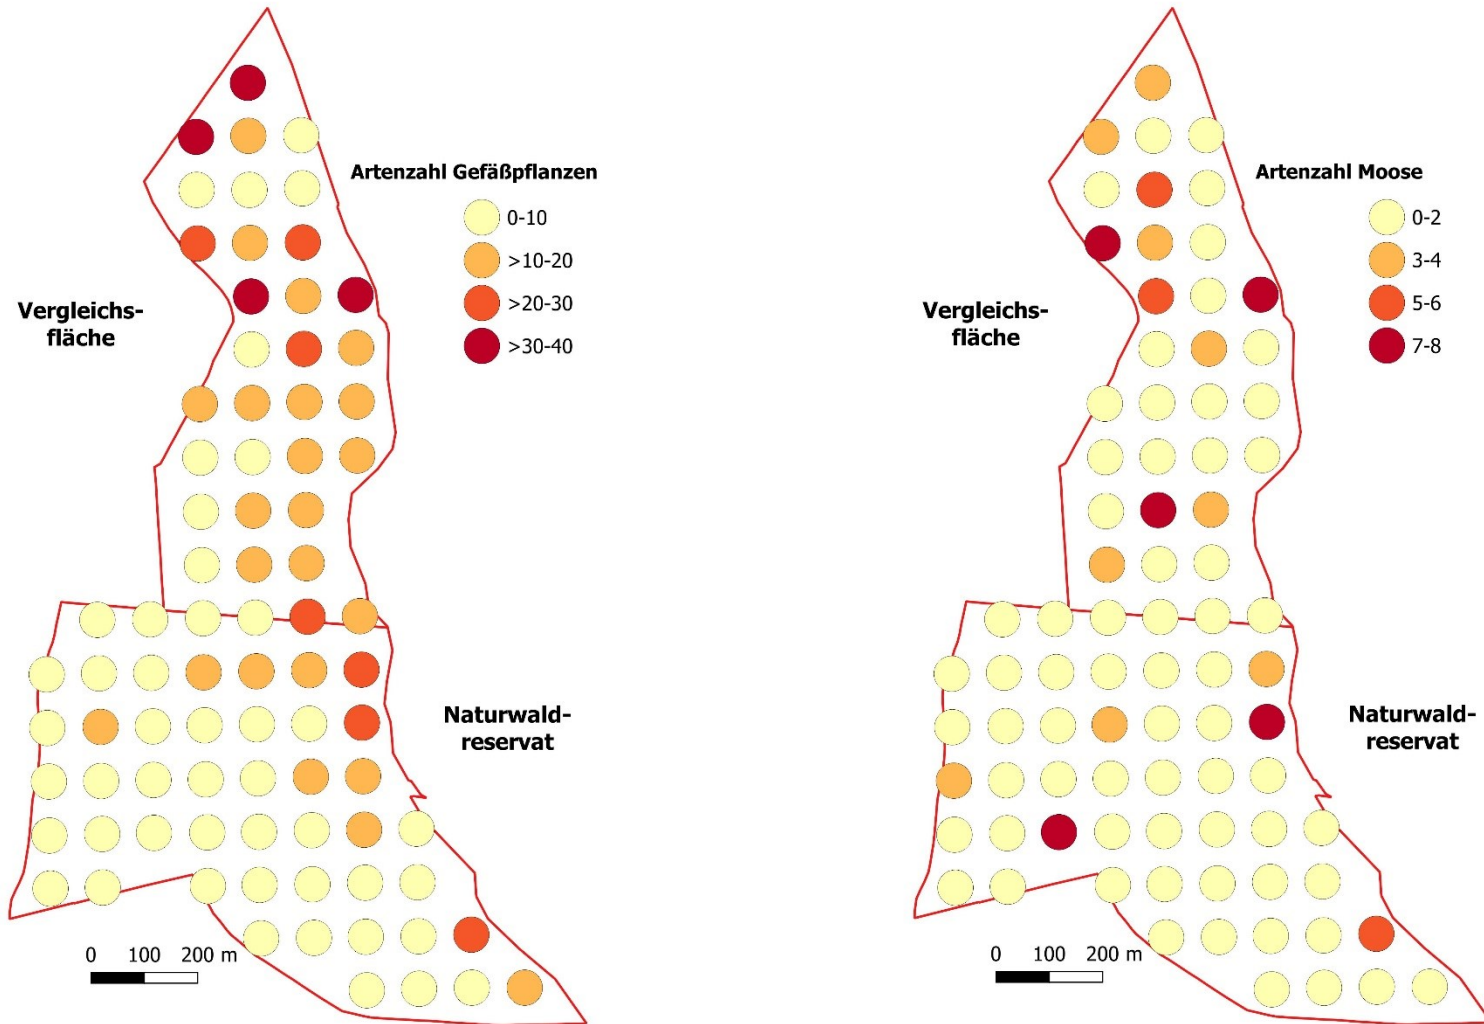 Artenzahl Gefäßpflanzen
0-10
>10-20
>20-30
>30-40
Vergleichs-
fläche
Naturwald-
reservat
0 100 200 m
Artenzahl Moose
0-2
3-4
5-6
7-8
Vergleichs-
fläche
Naturwald-
reservat
0 100 200 m